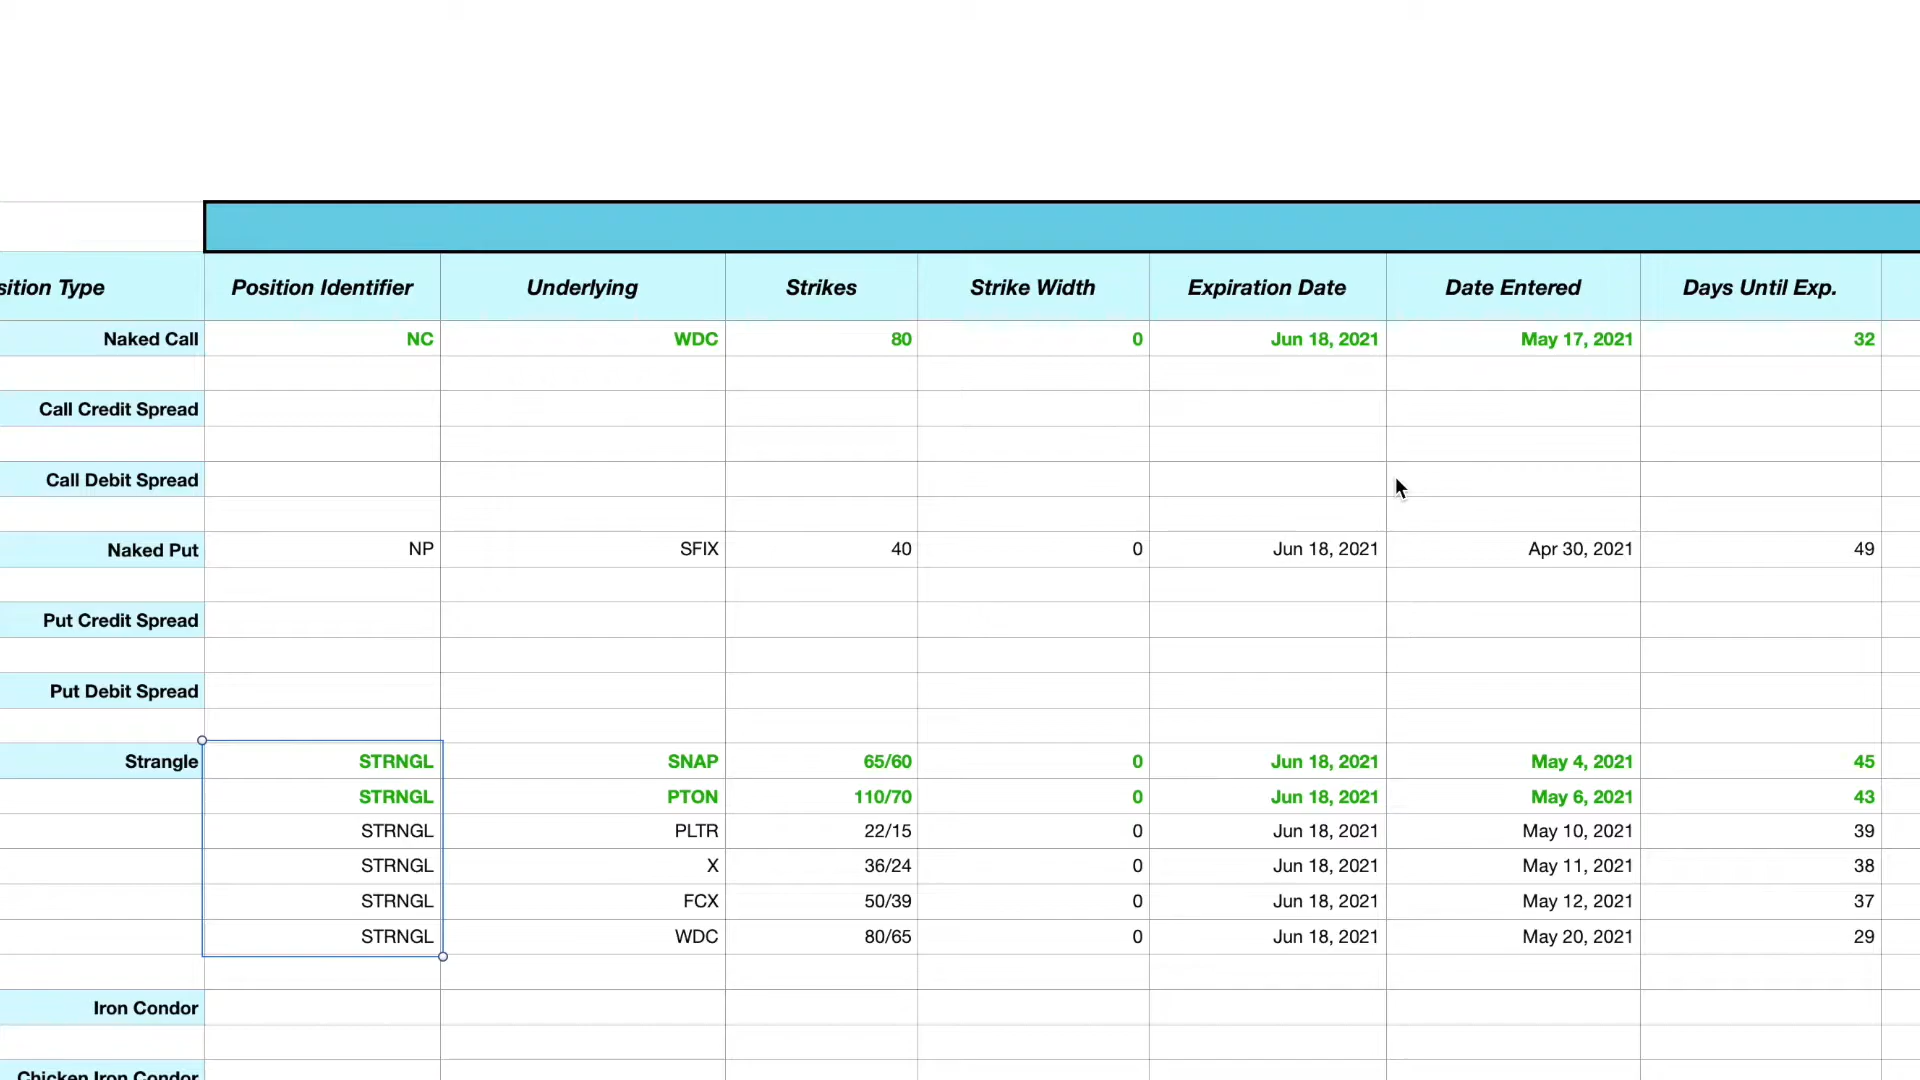 sition Type Position Identifier Underlying Strikes Strike Width Expiration Date Date Entered Days Until Exp.
Naked Call NC WDC 80 0 Jun 18, 2021 May 17, 2021 32
Call Credit Spread
Call Debit Spread
Naked Put NP SFIX 40 0 Jun 18, 2021 Apr 30, 2021 49
Put Credit Spread
Put Debit Spread
Strangle STRNGL SNAP 65/60 0 Jun 18, 2021 May 4, 2021 45
STRNGL PTON 110/70 0 Jun 18, 2021 May 6, 2021 43
STRNGL PLTR 22/15 0 Jun 18, 2021 May 10, 2021 39
STRNGL X 36/24 0 Jun 18, 2021 May 11, 2021 38
STRNGL FCX 50/39 0 Jun 18, 2021 May 12, 2021 37
STRNGL WDC 80/65 0 Jun 18, 2021 May 20, 2021 29
Iron Condor
Chicken Iron Condor